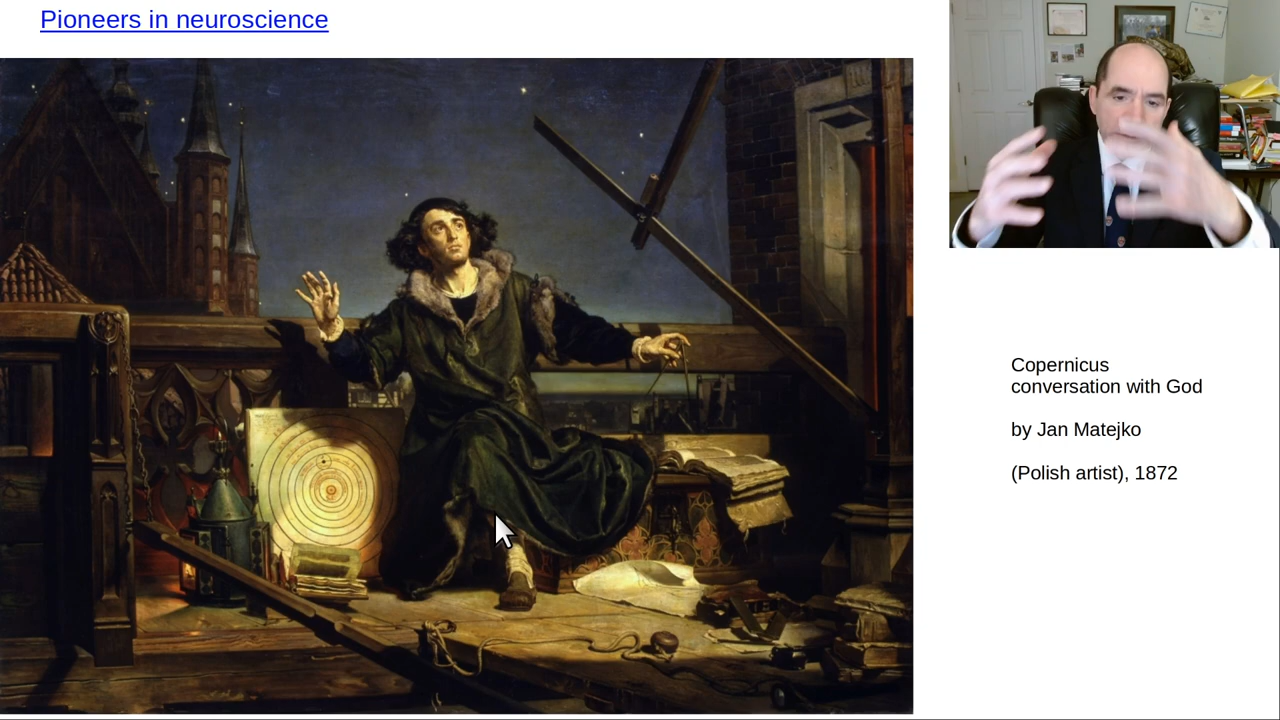 Pioneers in neuroscience
Copernicus
conversation with God
by Jan Matejko
(Polish artist), 1872